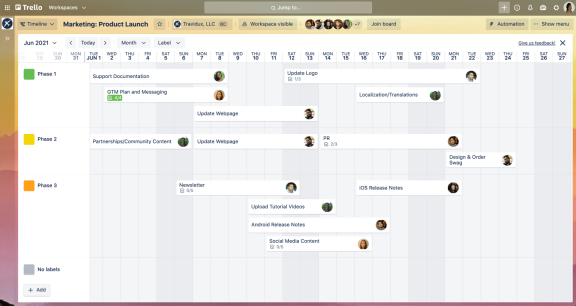 Trello
Workspaces
Jump to...
Timeline
Marketing: Product Launch
Travidux, LLC
Workspace visible
+7
Join board
Automation
Show menu
Jun 2021
Today
Month
Label
Give us feedback!
SAT SUN MON TUE WED THU FRI SAT SUN MON TUE WED THU FRI SAT SUN MON TUE WED THU FRI SAT SUN MON TUE WED THU FRI SAT SUN
29 30 31 JUN 1 2 3 4 5 6 7 8 9 10 11 12 13 14 15 16 17 18 19 20 21 22 23 24 25 26 27
Phase 1
Support Documentation
Update Logo
1/3
GTM Plan and Messaging
4/4
Localization/Translations
Update Webpage
Phase 2
Partnerships/Community Content
Update Webpage
PR
2/3
Design & Order
Swag
Phase 3
Newsletter
iOS Release Notes
Upload Tutorial Videos
Android Release Notes
Social Media Content
No labels
+ Add